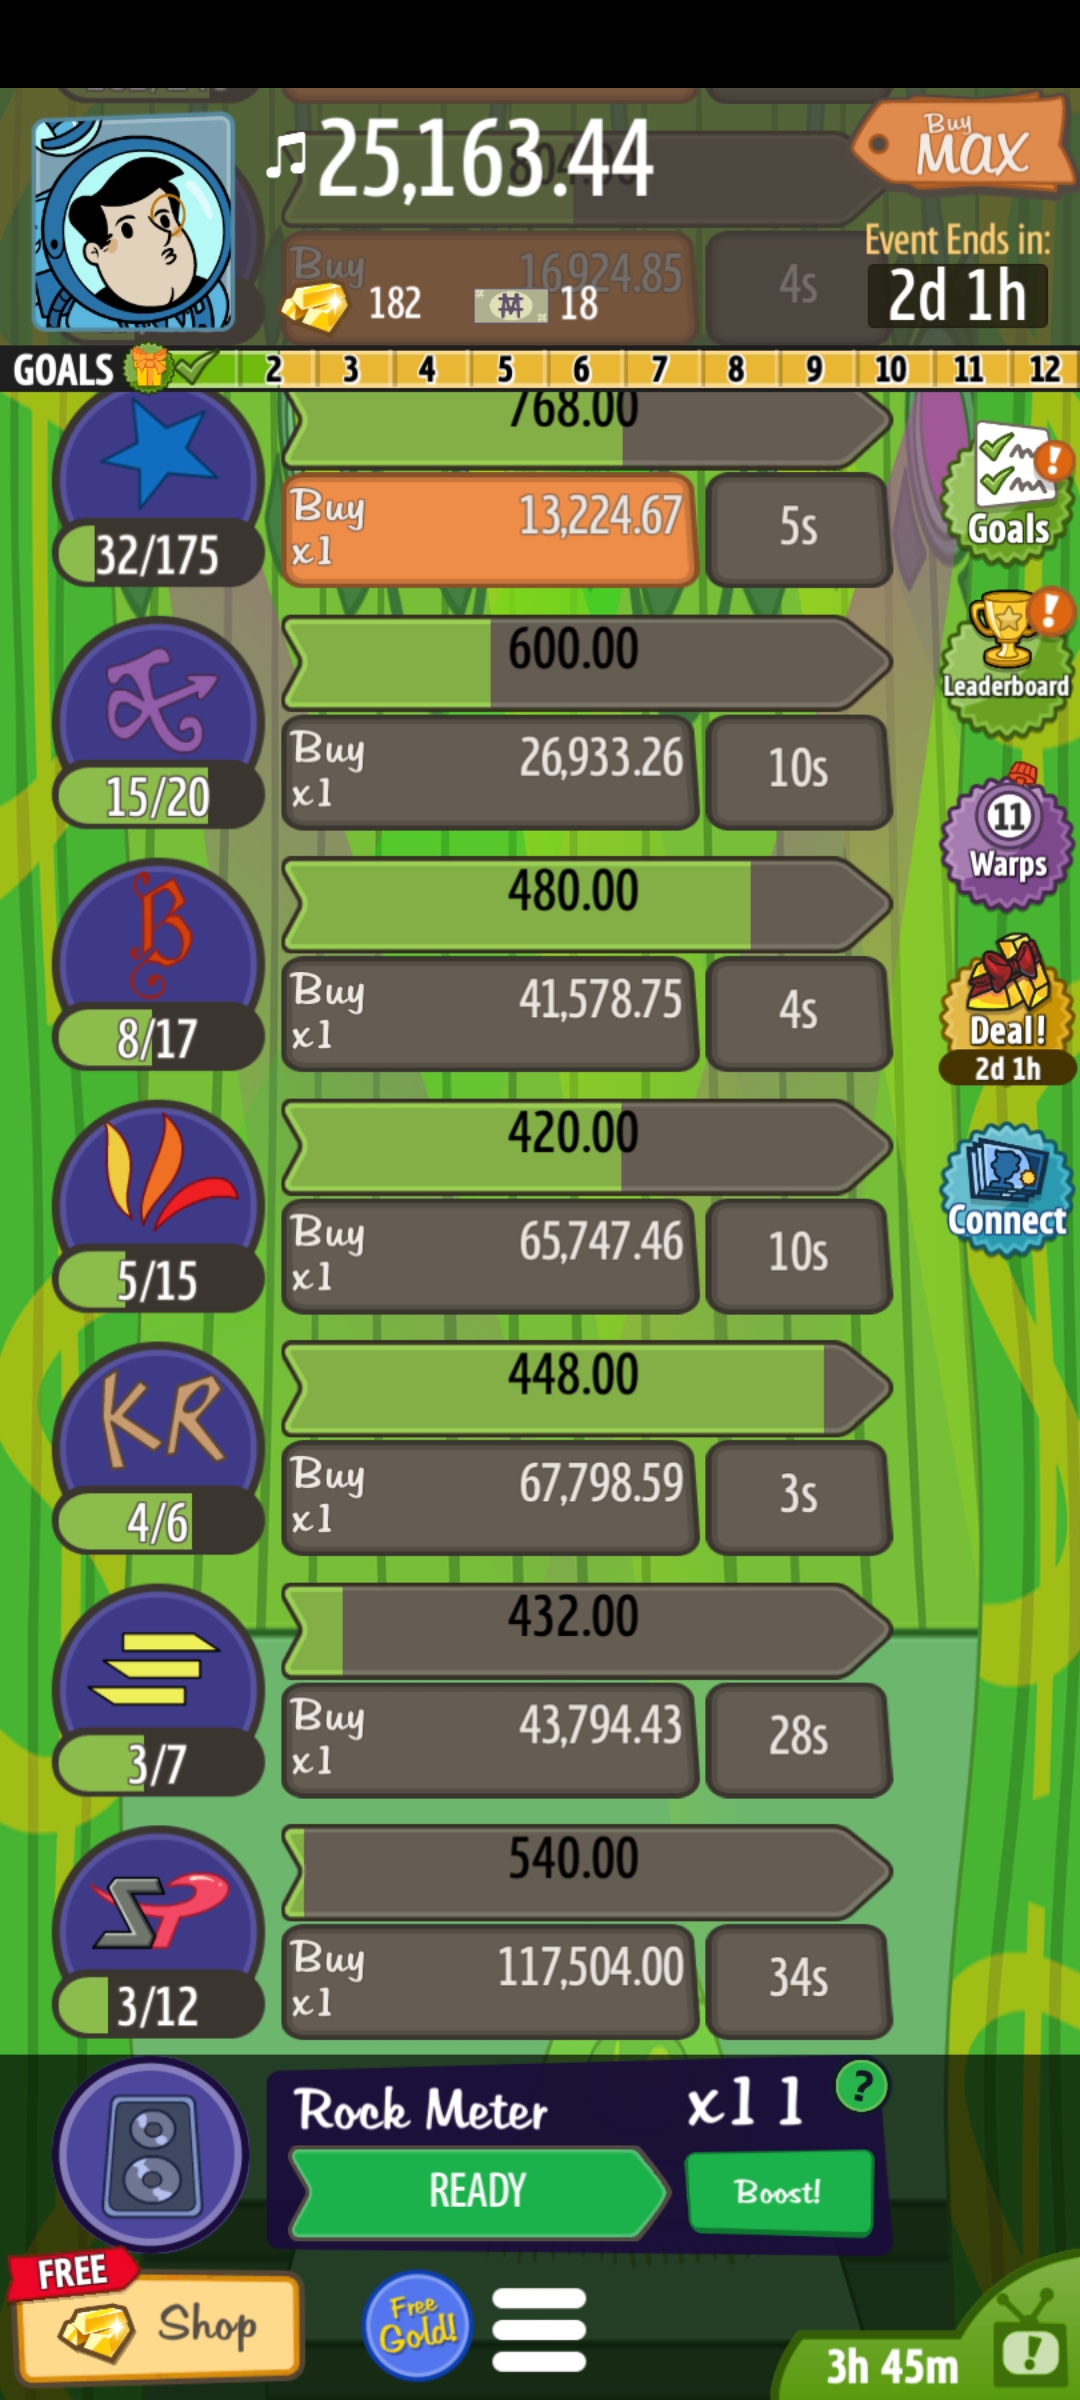 25,163.44
Buy
MAX
Buy 16,924.85 4s
182 18
Event Ends in:
2d 1h
GOALS 2 3 4 5 6 7 8 9 10 11 12
768.00
Buy x1 13,224.67 5s
32/175
Goals
600.00
Buy x1 26,933.26 10s
15/20
Leaderboard
480.00
Buy x1 41,578.75 4s
8/17
11
Warps
420.00
Buy x1 65,747.46 10s
5/15
Deal!
2d 1h
Connect
KR
448.00
Buy x1 67,798.59 3s
4/6
432.00
Buy x1 43,794.43 28s
3/7
540.00
Buy x1 117,504.00 34s
3/12
Rock Meter x11 ?
READY Boost!
FREE
Shop
Free
Gold!
3h 45m